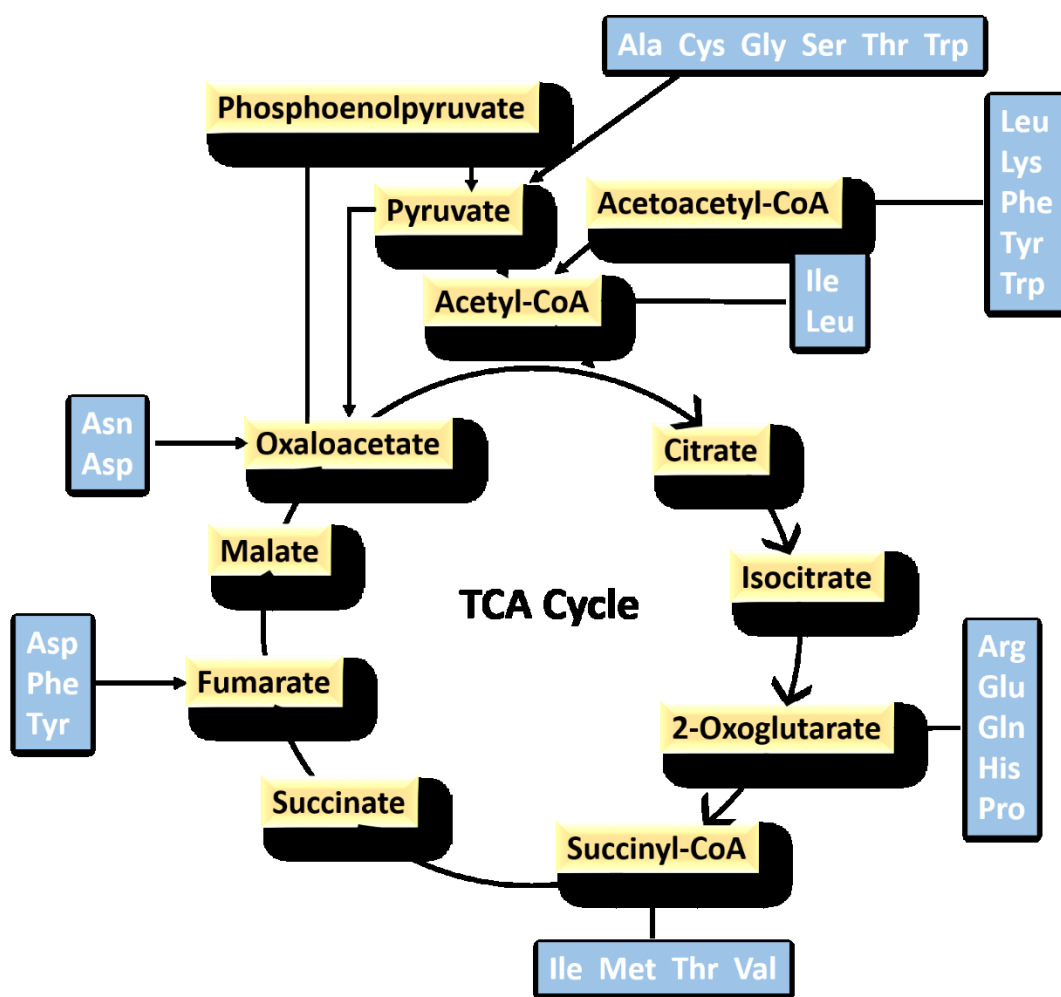 Ala Cys Gly Ser Thr Trp
Phosphoenolpyruvate
Leu
Lys
Phe
Tyr
Trp
Pyruvate
Acetoacetyl-CoA
Acetyl-CoA
Ile
Leu
Asn
Asp
Oxaloacetate
Citrate
Malate
Isocitrate
TCA Cycle
Asp
Phe
Tyr
Fumarate
2-Oxoglutarate
Arg
Glu
Gln
His
Pro
Succinate
Succinyl-CoA
Ile Met Thr Val